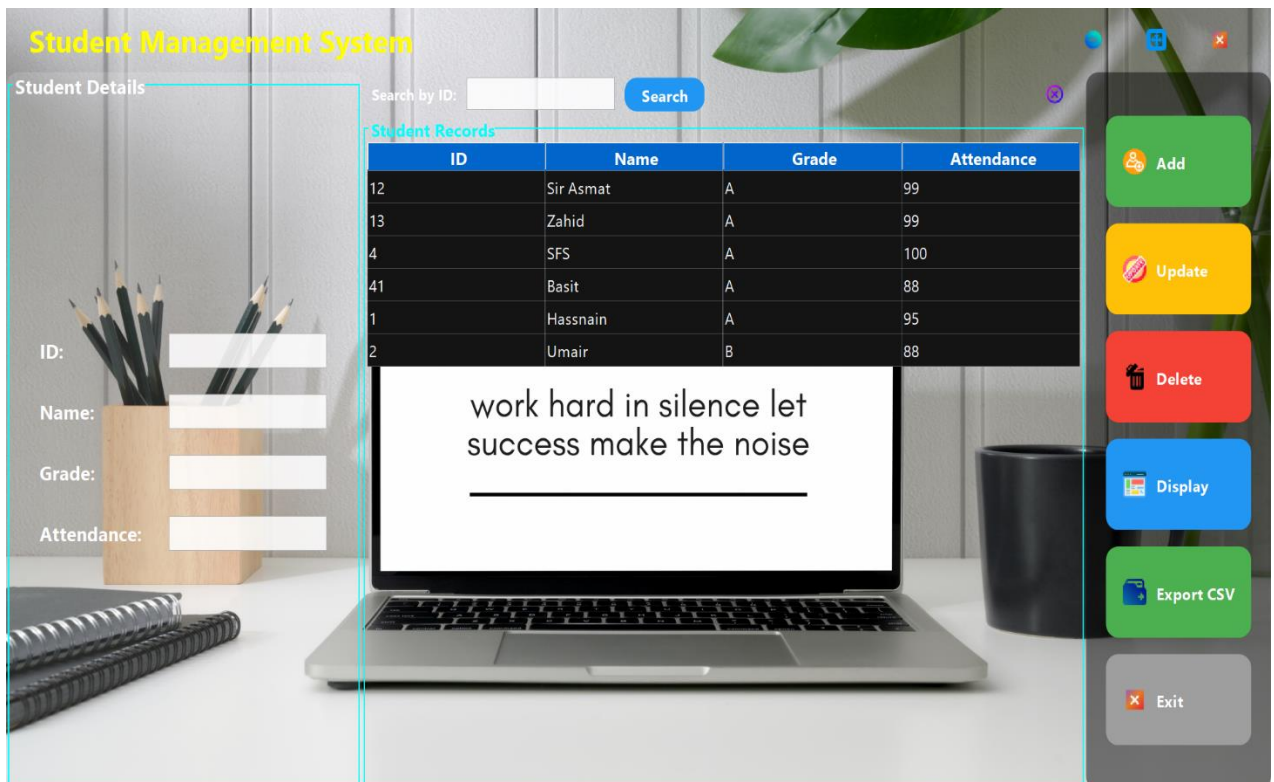 Student Management System
Student Details
Search by ID:
Search
Student Records
ID Name Grade Attendance
12 Sir Asmat A 99
13 Zahid A 99
4 SFS A 100
41 Basit A 88
1 Hassnain A 95
2 Umair B 88
ID:
Name:
Grade:
Attendance:
work hard in silence let
success make the noise
Add
Update
Delete
Display
Export CSV
Exit